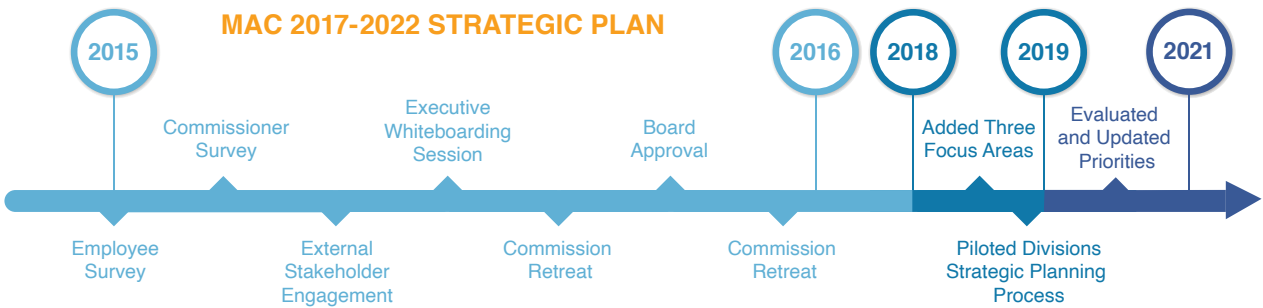 MAC 2017-2022 STRATEGIC PLAN
2015
2016
2018
2019
2021
Commissioner
Survey
Executive
Whiteboarding
Session
Board
Approval
Added Three
Focus Areas
Evaluated
and Updated
Priorities
Employee
Survey
External
Stakeholder
Engagement
Commission
Retreat
Commission
Retreat
Piloted Divisions
Strategic Planning
Process